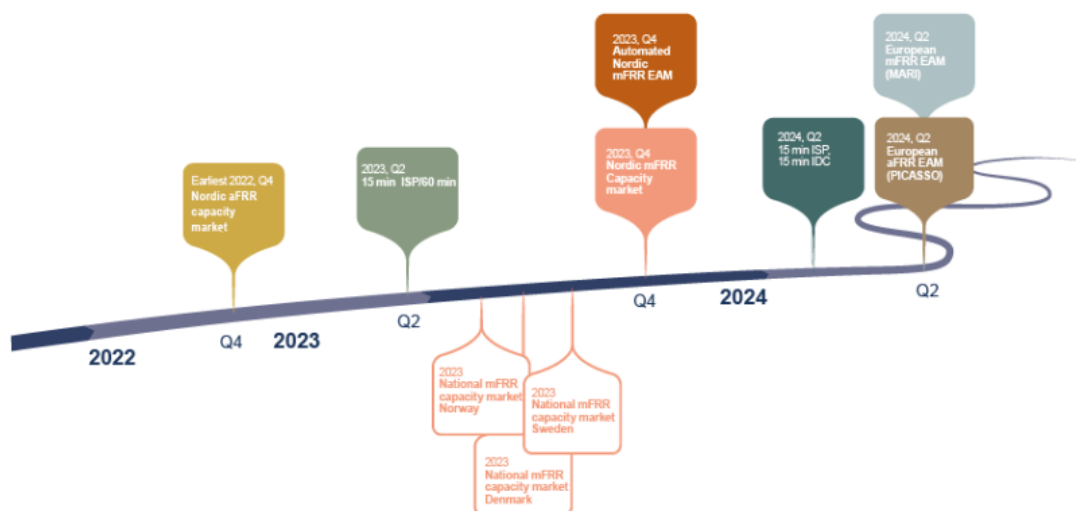 2023, Q4
Automated
Nordic
mFRR EAM
2024, Q2
European
mFRR EAM
(MARI)
Earliest 2022, Q4
Nordic aFRR
capacity
market
2023, Q2
15 min ISP/60 min
2023, Q4
Nordic mFRR
Capacity
market
2024, Q2
15 min ISP,
15 min IDC
2024, Q2
European
aFRR EAM
(PICASSO)
2022
Q4
2023
Q2
Q4
2024
Q2
2023
National mFRR
capacity market
Norway
2023
National mFRR
capacity market
Sweden
2023
National mFRR
capacity market
Denmark